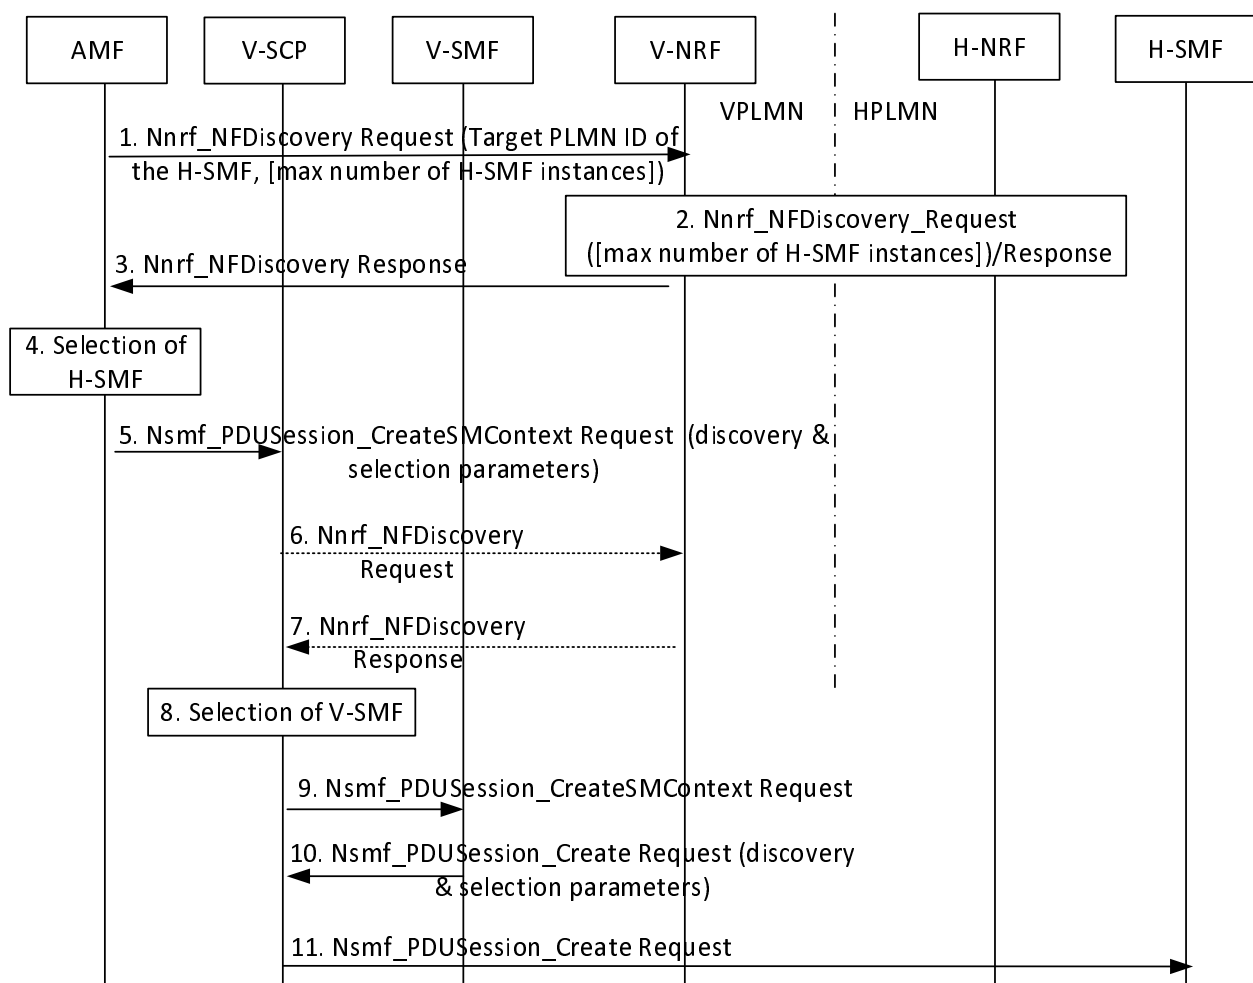 AMF
V-SCP
V-SMF
V-NRF
H-NRF
H-SMF
VPLMN
HPLMN
1. Nnrf_NFDiscovery Request (Target PLMN ID of
the H-SMF, [max number of H-SMF instances])
2. Nnrf_NFDiscovery_Request
([max number of H-SMF instances])/Response
3. Nnrf_NFDiscovery Response
4. Selection of
H-SMF
5. Nsmf_PDUSession_CreateSMContext Request (discovery &
selection parameters)
6. Nnrf_NFDiscovery
Request
7. Nnrf_NFDiscovery
Response
8. Selection of V-SMF
9. Nsmf_PDUSession_CreateSMContext Request
10. Nsmf_PDUSession_Create Request (discovery
& selection parameters)
11. Nsmf_PDUSession_Create Request